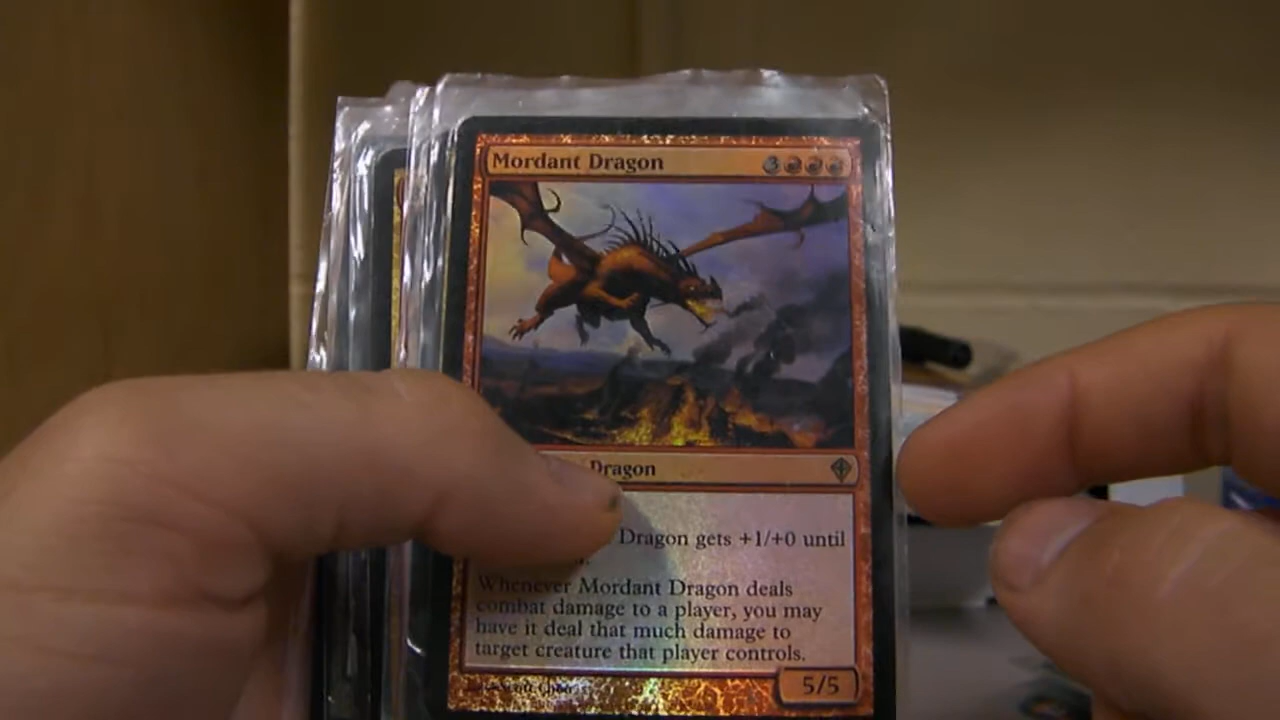 Mordant Dragon 3
Dragon
Dragon gets +1/+0 until
Whenever Mordant Dragon deals
combat damage to a player, you may
have it deal that much damage to
target creature that player controls.
5/5